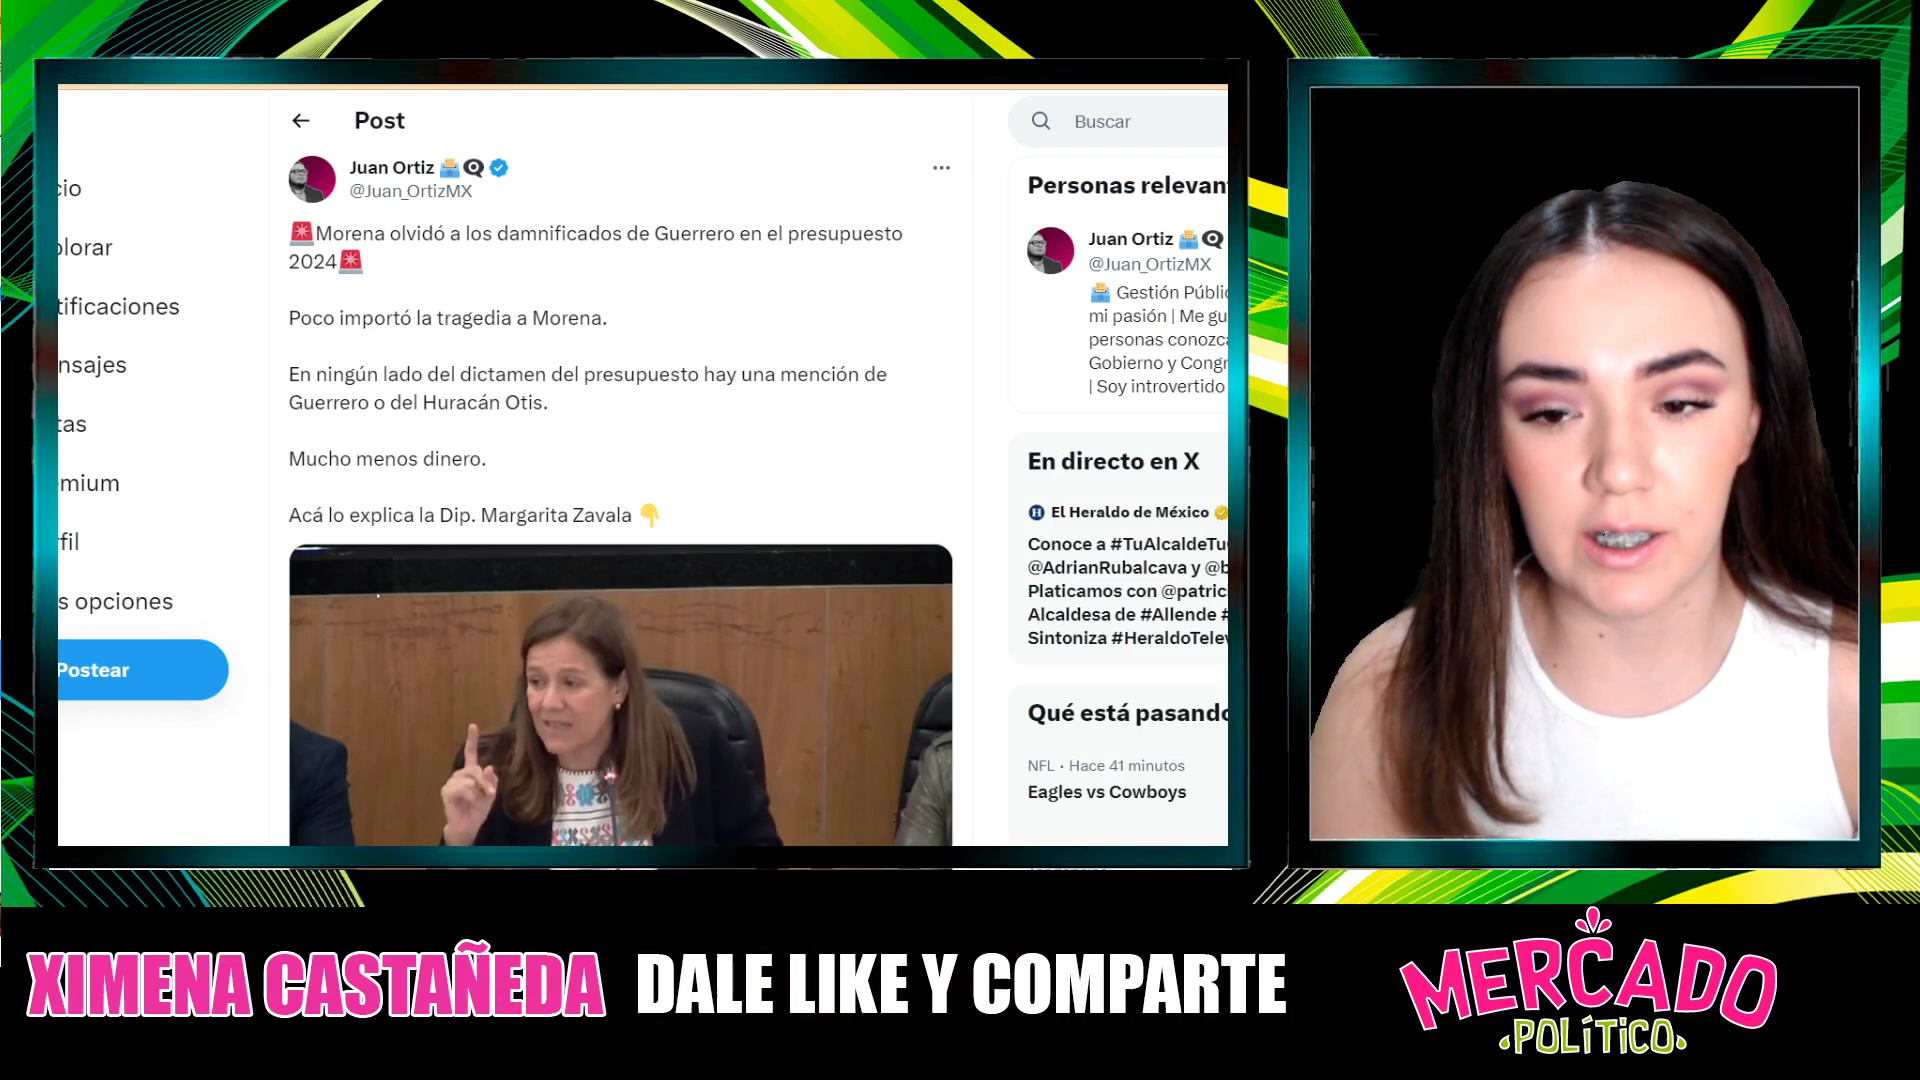 Post
Buscar
Juan Ortiz
@Juan_OrtizMX
Morena olvidó a los damnificados de Guerrero en el presupuesto
2024
Poco importó la tragedia a Morena.
En ningún lado del dictamen del presupuesto hay una mención de
Guerrero o del Huracán Otis.
Mucho menos dinero.
Acá lo explica la Dip. Margarita Zavala
cio
plorar
tificaciones
nsajes
tas
mium
fil
s opciones
Postear
Personas relevan
Juan Ortiz
@Juan_OrtizMX
Gestión Públic
mi pasión | Me gu
personas conozca
Gobierno y Congr
| Soy introvertido
En directo en X
El Heraldo de México
Conoce a #TuAlcaldeTu
@AdrianRubalcava y @b
Platicamos con @patric
Alcaldesa de #Allende #
Sintoniza #HeraldoTele
Qué está pasando
NFL · Hace 41 minutos
Eagles vs Cowboys
XIMENA CASTAÑEDA DALE LIKE Y COMPARTE
MERCADO
POLÍTICO